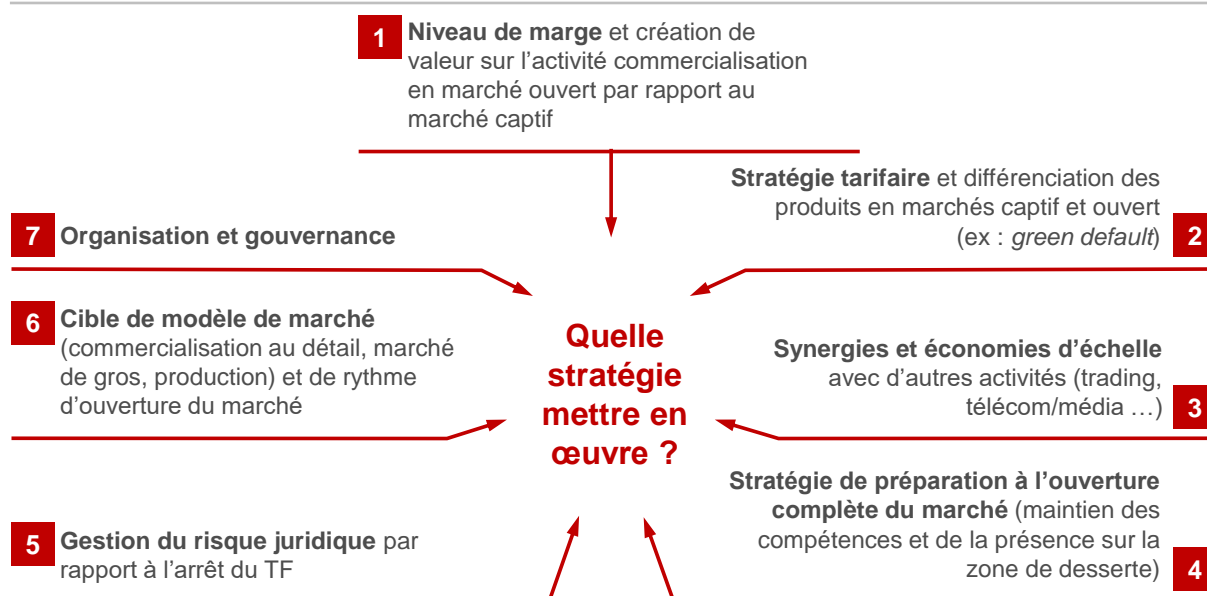 1
Niveau de marge et création de
valeur sur l’activité commercialisation
en marché ouvert par rapport au
marché captif
Stratégie tarifaire et différenciation des
produits en marchés captif et ouvert
(ex : green default)
2
7
Organisation et gouvernance
6
Cible de modèle de marché
(commercialisation au détail, marché
de gros, production) et de rythme
d’ouverture du marché
Quelle
stratégie
mettre en
œuvre ?
Synergies et économies d’échelle
avec d’autres activités (trading,
télécom/média …)
3
Stratégie de préparation à l’ouverture
complète du marché (maintien des
compétences et de la présence sur la
zone de desserte)
4
5
Gestion du risque juridique par
rapport à l’arrêt du TF